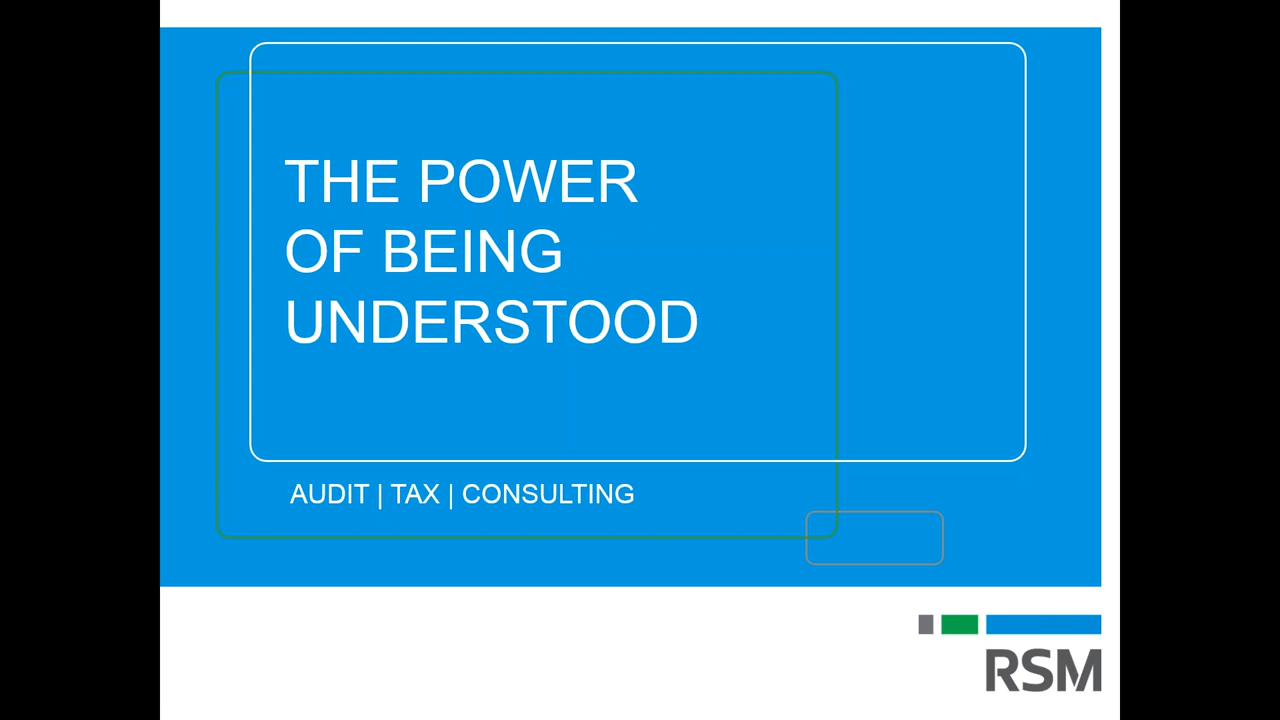 THE POWER
OF BEING
UNDERSTOOD
AUDIT | TAX | CONSULTING
RSM